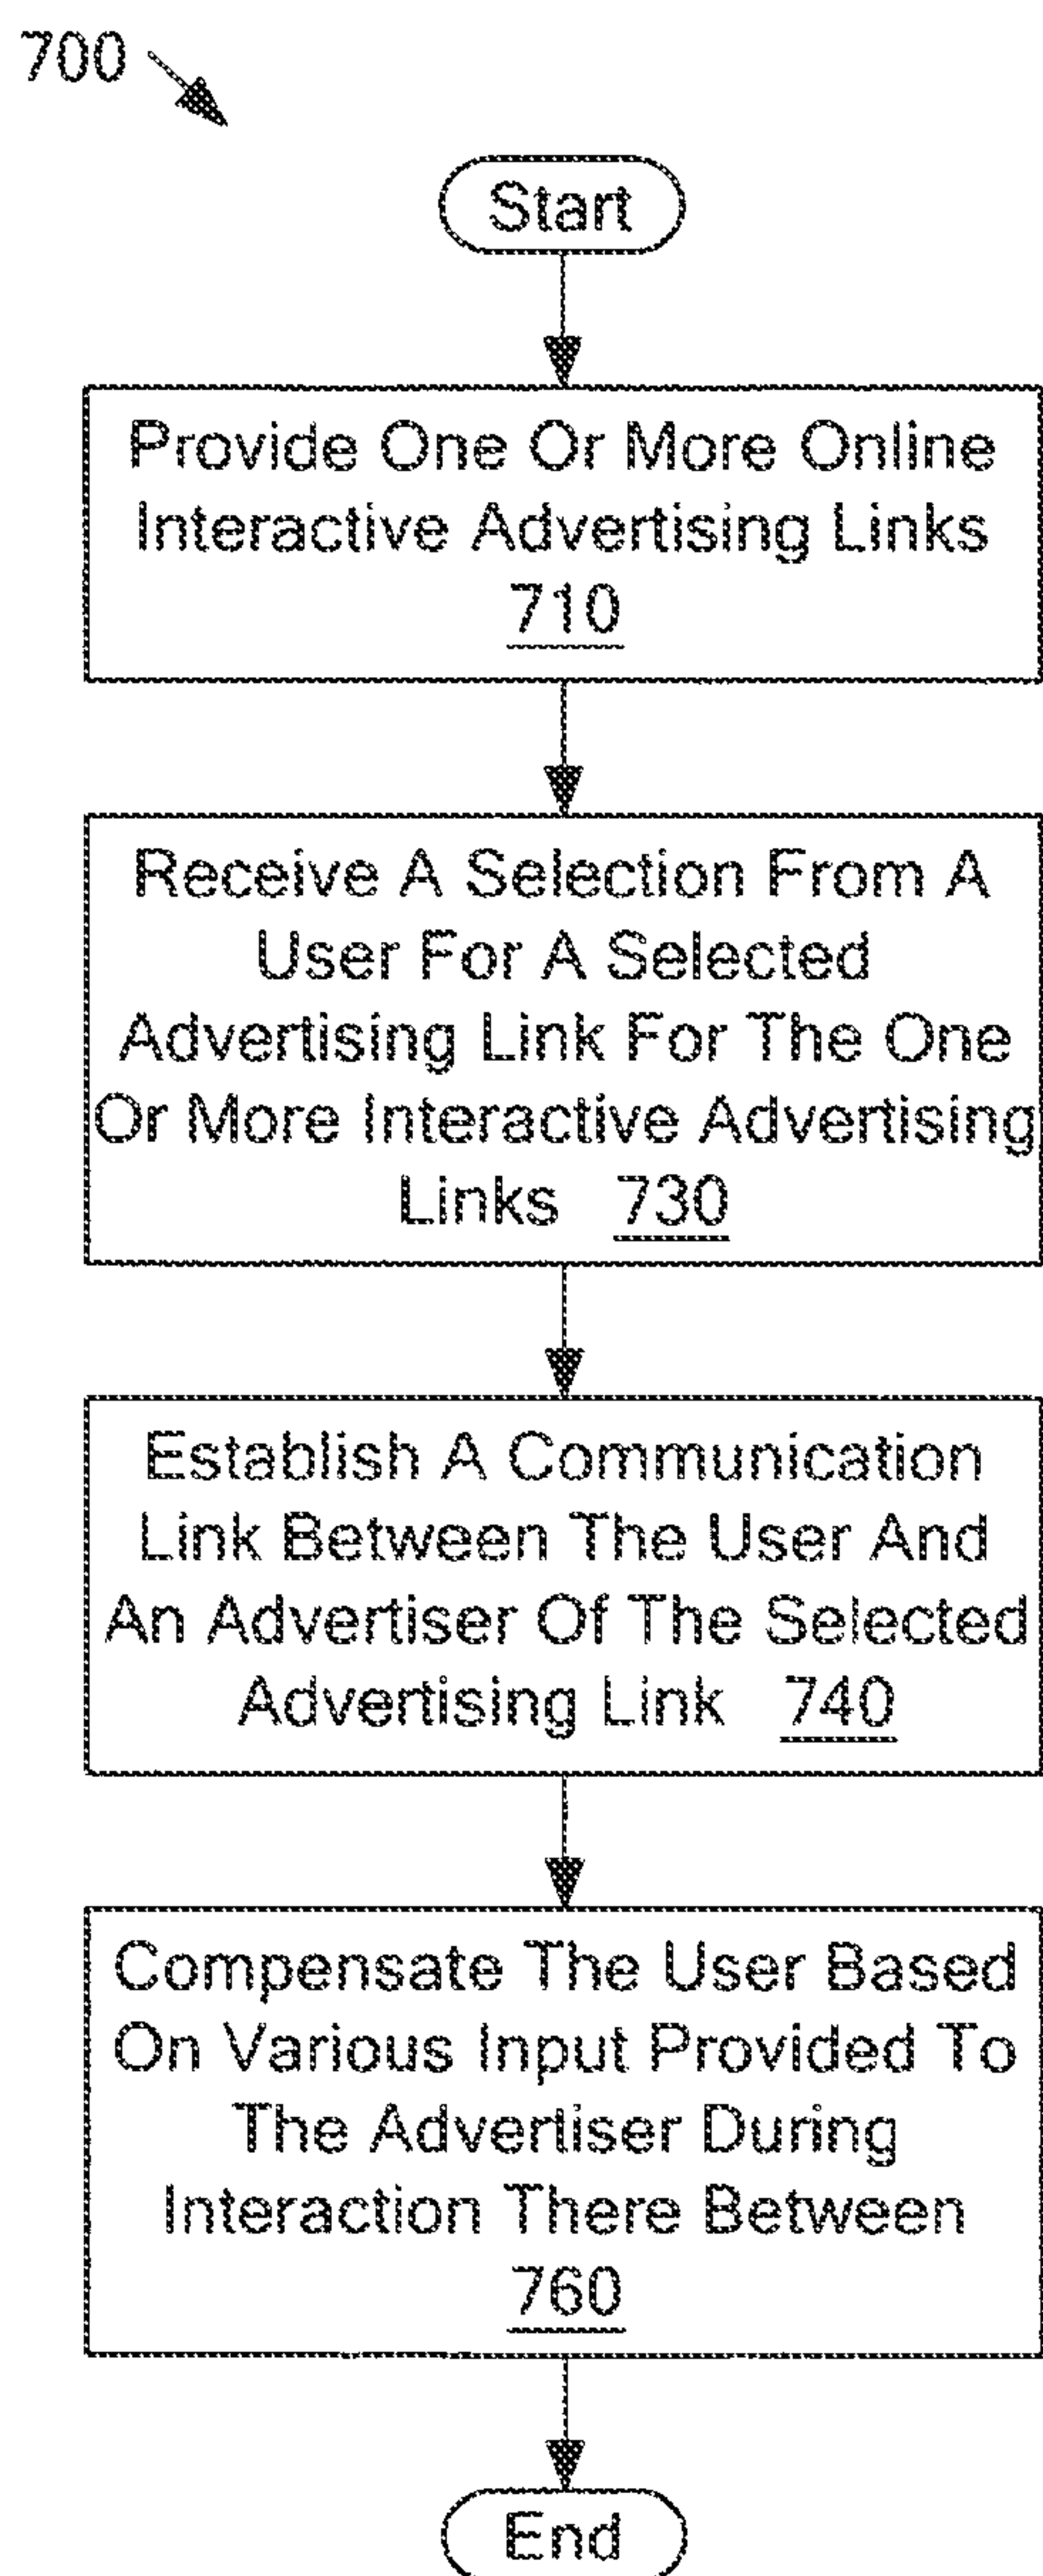 700
Start
Provide One Or More Online
Interactive Advertising Links
710
Receive A Selection From A
User For A Selected
Advertising Link For The One
Or More Interactive Advertising
Links 730
Establish A Communication
Link Between The User And
An Advertiser Of The Selected
Advertising Link 740
Compensate The User Based
On Various Input Provided To
The Advertiser During
Interaction There Between
760
End